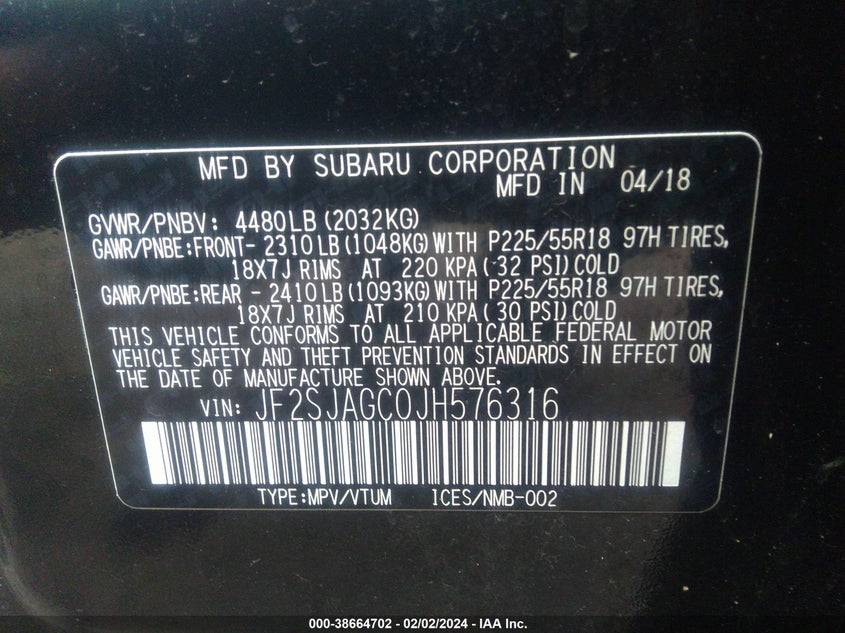 MFD BY SUBARU CORPORATION
MFD IN 04/18
GVWR/PNBV: 4480LB (2032KG)
GAWR/PNBE:FRONT- 2310LB (1048KG) WITH P225/55R18 97H TIRES,
18X7J RIMS AT 220 KPA (32 PSI) COLD
GAWR/PNBE:REAR - 2410LB (1093KG) WITH P225/55R18 97H TIRES,
18X7J RIMS AT 210 KPA (30 PSI) COLD
THIS VEHICLE CONFORMS TO ALL APPLICABLE FEDERAL MOTOR
VEHICLE SAFETY AND THEFT PREVENTION STANDARDS IN EFFECT ON
THE DATE OF MANUFACTURE SHOWN ABOVE.
VIN: JF2SJAGC0JH576316
TYPE:MPV/VTUM ICES/NMB-002
000-38664702 - 02/02/2024 - IAA Inc.